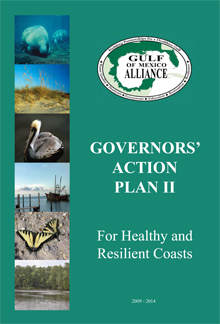 GULF
OF MEXICO
ALLIANCE
GOVERNORS'
ACTION
PLAN II
For Healthy and
Resilient Coasts
2009 - 2014